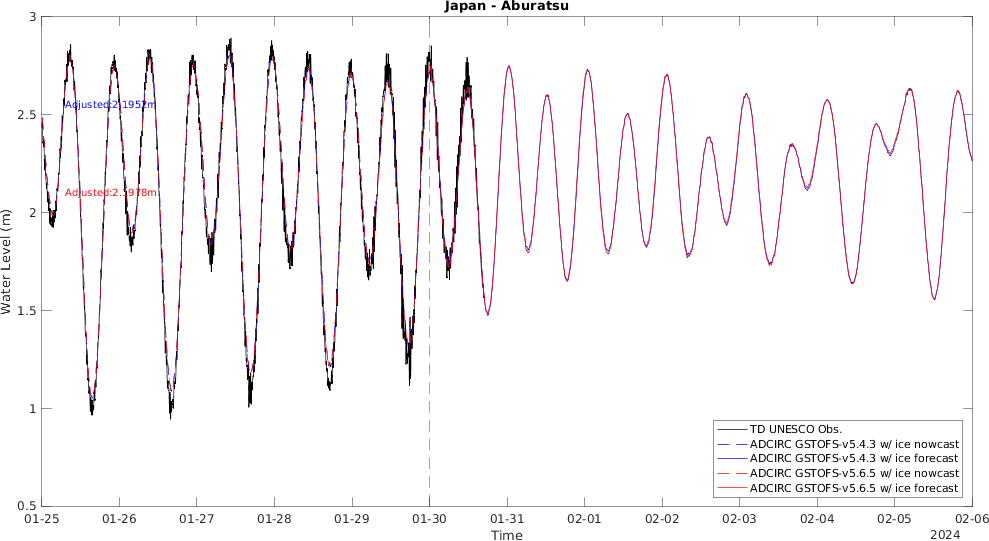 Japan - Aburatsu
3
2.5
2
1.5
1
0.5
Water Level (m)
Adjusted:2.1952m
Adjusted:2.1978m
TD UNESCO Obs.
ADCIRC GSTOFS-v5.4.3 w/ ice nowcast
ADCIRC GSTOFS-v5.4.3 w/ ice forecast
ADCIRC GSTOFS-v5.6.5 w/ ice nowcast
ADCIRC GSTOFS-v5.6.5 w/ ice forecast
01-25 01-26 01-27 01-28 01-29 01-30 01-31 02-01 02-02 02-03 02-04 02-05 02-06
Time
2024